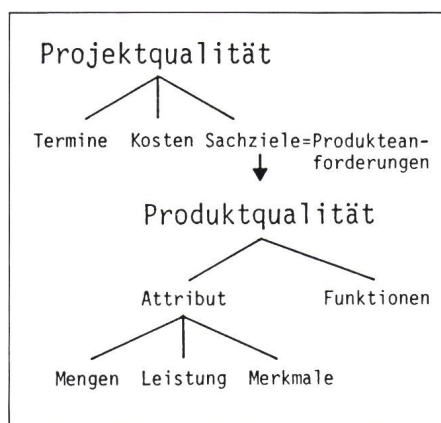 Projektqualität
Termine Kosten Sachziele=Produktean-
forderungen
Produktqualität
Attribut Funktionen
Mengen Leistung Merkmale